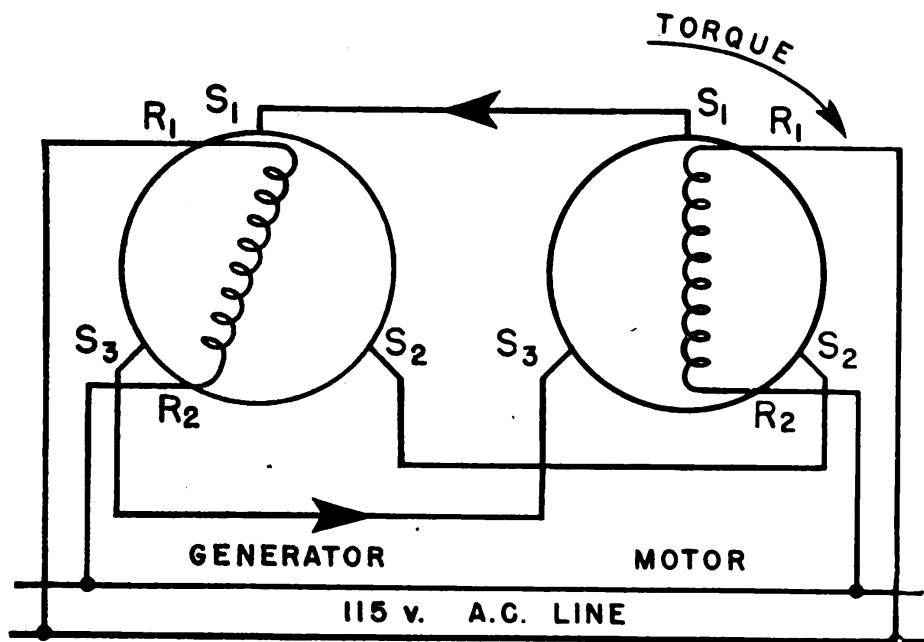 TORQUE
S1
S1
R1
R1
S3
S2
S3
S2
R2
R2
GENERATOR
MOTOR
115 v. A.C. LINE